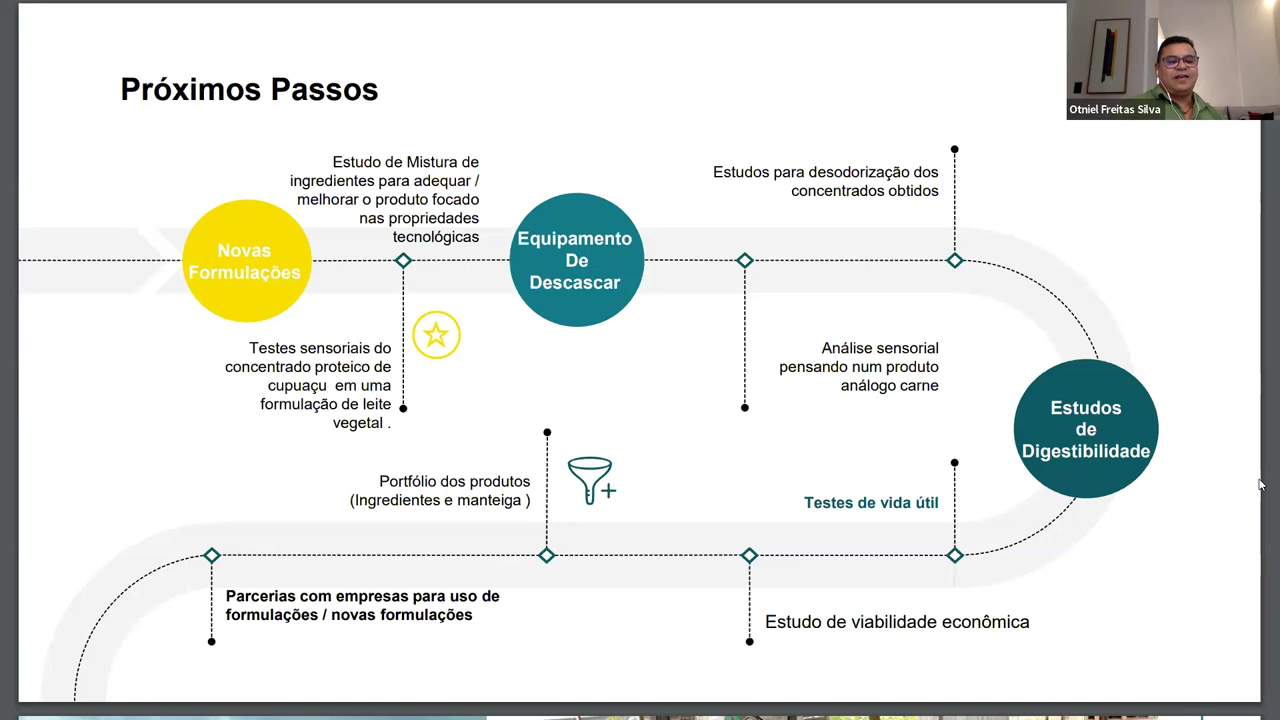 Próximos Passos
Otniel Freitas Silva
Estudo de Mistura de
ingredientes para adequar /
melhorar o produto focado
nas propriedades
tecnológicas
Estudos para desodorização dos
concentrados obtidos
Novas
Formulações
Equipamento
De
Descascar
Testes sensoriais do
concentrado proteico de
cupuaçu em uma
formulação de leite
vegetal .
Análise sensorial
pensando num produto
análogo carne
Estudos
de
Digestibilidade
Portfólio dos produtos
(Ingredientes e manteiga )
Testes de vida útil
Parcerias com empresas para uso de
formulações / novas formulações
Estudo de viabilidade econômica